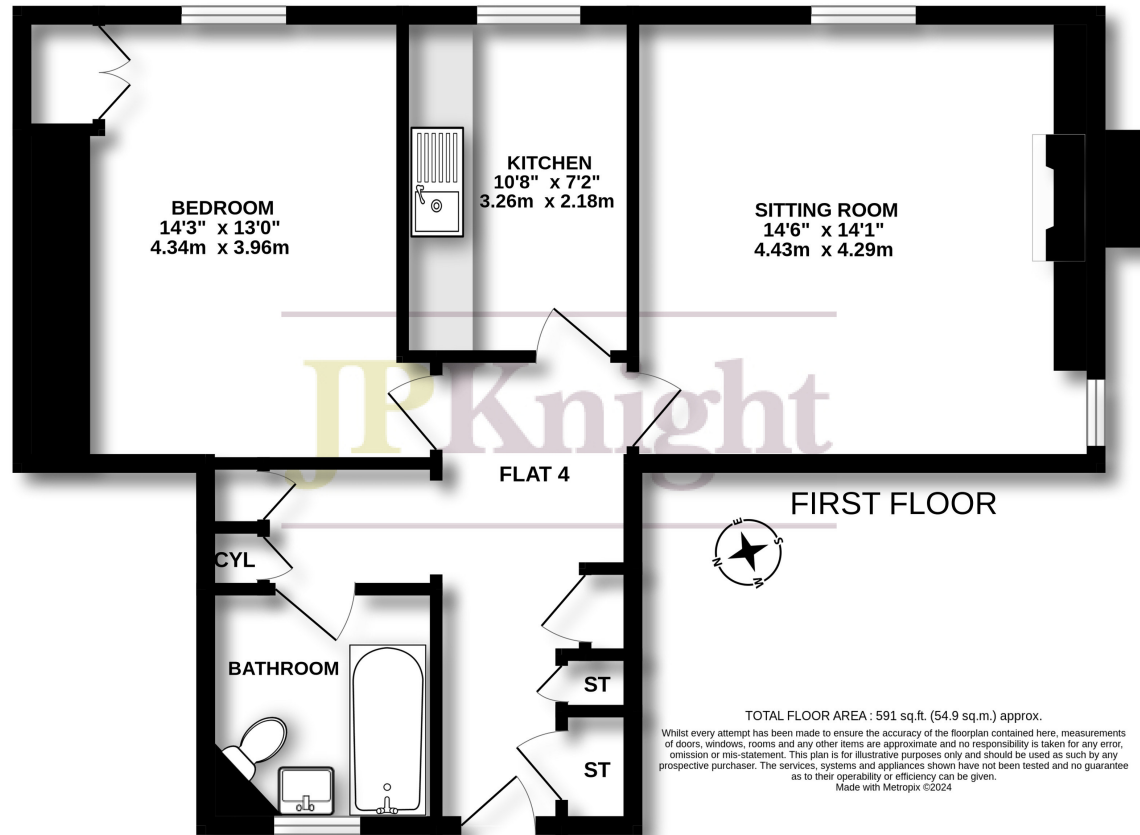 BEDROOM
14'3" x 13'0"
4.34m x 3.96m
KITCHEN
10'8" x 7'2"
3.26m x 2.18m
SITTING ROOM
14'6" x 14'1"
4.43m x 4.29m
JPKnight
FLAT 4
FIRST FLOOR
E
S
N
W
CYL
BATHROOM
ST
ST
TOTAL FLOOR AREA : 591 sq.ft. (54.9 sq.m.) approx.
Whilst every attempt has been made to ensure the accuracy of the floorplan contained here, measurements
of doors, windows, rooms and any other items are approximate and no responsibility is taken for any error,
omission or mis-statement. This plan is for illustrative purposes only and should be used as such by any
prospective purchaser. The services, systems and appliances shown have not been tested and no guarantee
as to their operability or efficiency can be given.
Made with Metropix ©2024